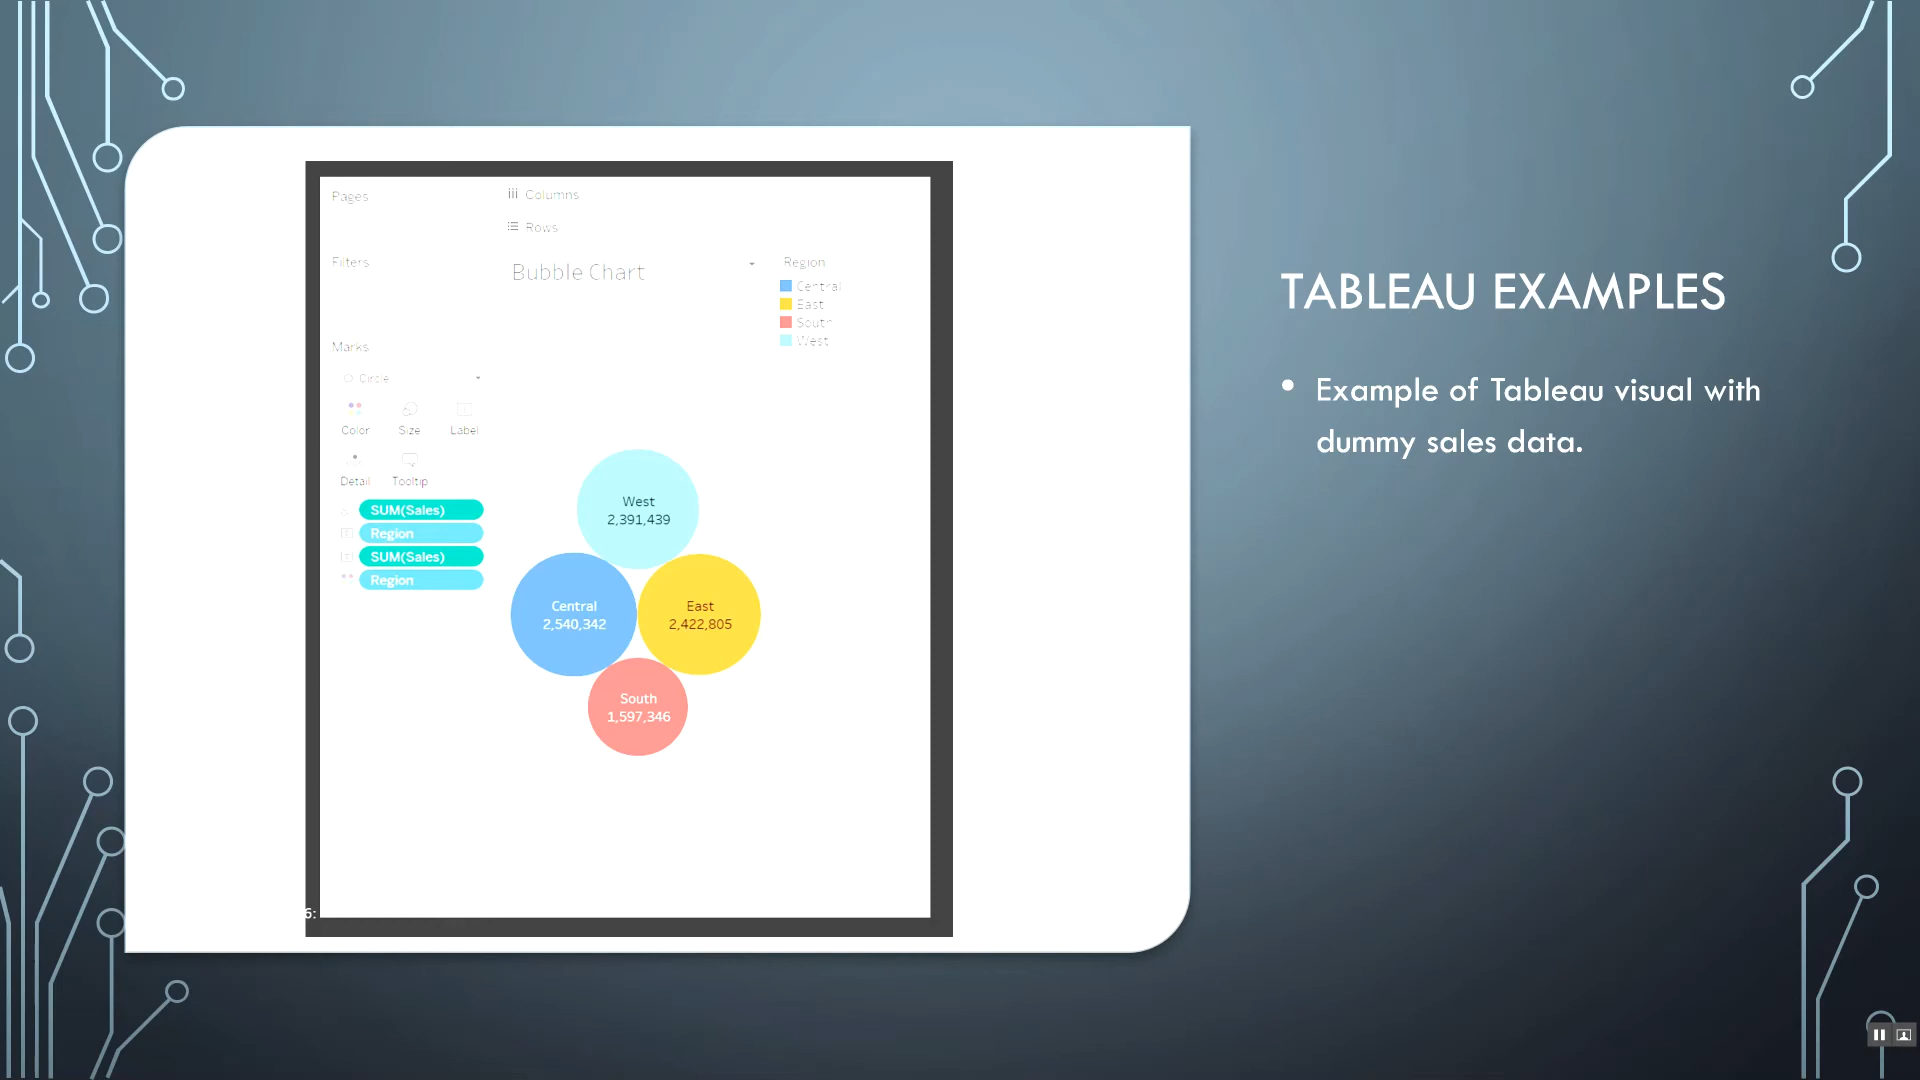 Pages
Columns
Rows
Filters
Bubble Chart
Region
Central
East
South
West
Marks
Circle
Color
Size
Label
Detail
Tooltip
SUM(Sales)
Region
SUM(Sales)
Region
West
2,391,439
Central
2,540,342
East
2,422,805
South
1,597,346
6:
TABLEAU EXAMPLES
• Example of Tableau visual with
dummy sales data.